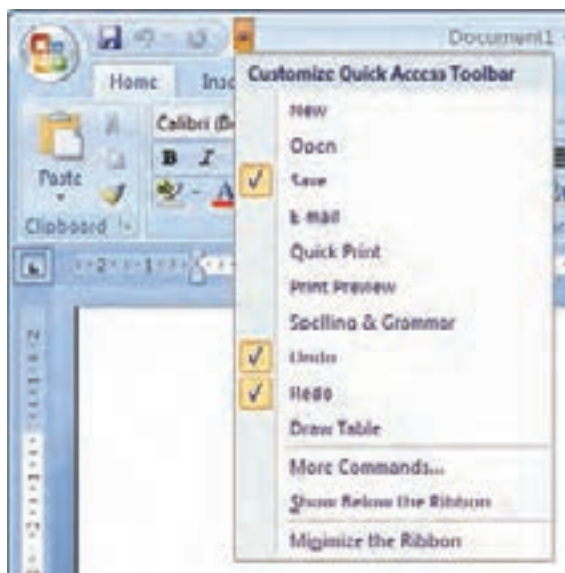 Document1
Home
Calibri
B I
Paste
Clipboard
Customize Quick Access Toolbar
New
Open
Save
E-mail
Quick Print
Print Preview
Spelling & Grammar
Undo
Redo
Draw Table
More Commands...
Show Below the Ribbon
Minimize the Ribbon